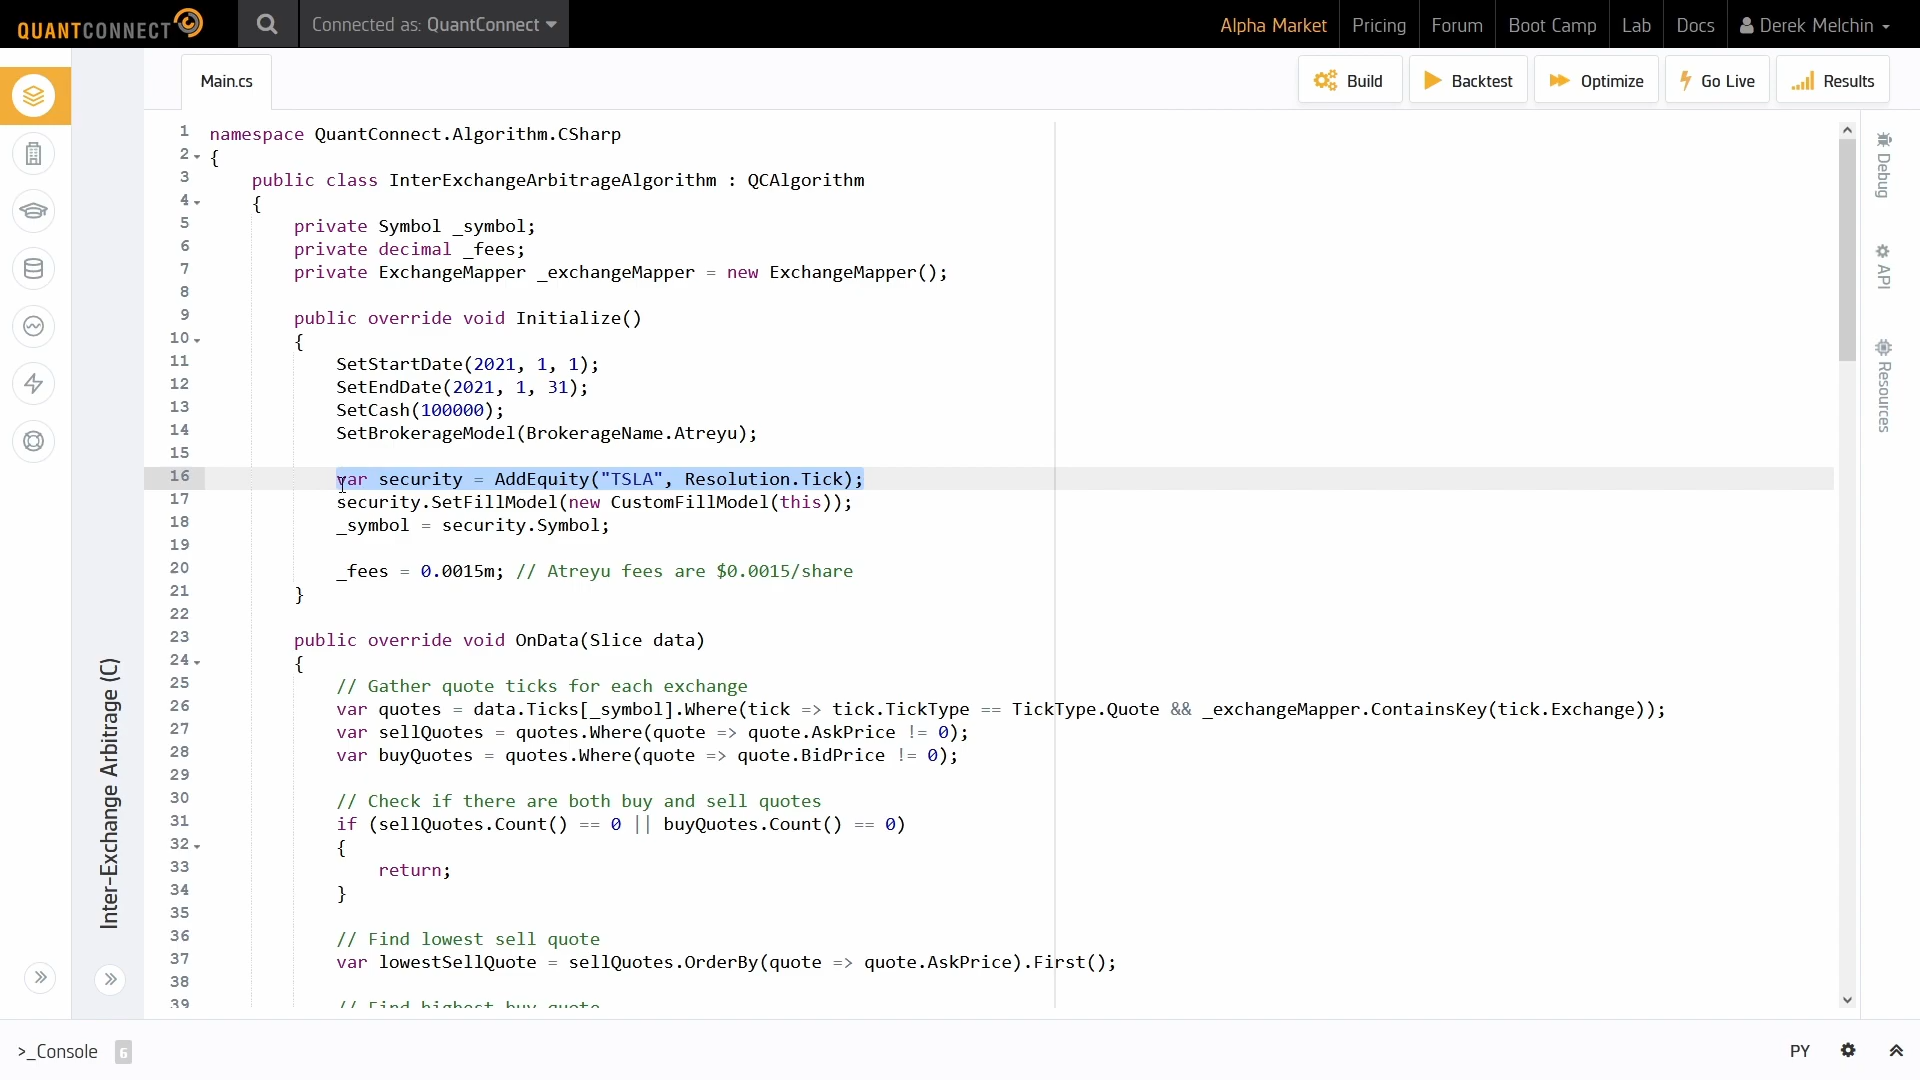 QUANTCONNECT
Connected as: QuantConnect
Alpha Market
Pricing
Forum
Boot Camp
Lab
Docs
Derek Melchin
Main.cs
Build
Backtest
Optimize
Go Live
Results
1 namespace QuantConnect.Algorithm.CSharp
2 {
3 public class InterExchangeArbitrageAlgorithm : QCAlgorithm
4 {
5 private Symbol _symbol;
6 private decimal _fees;
7 private ExchangeMapper _exchangeMapper = new ExchangeMapper();
8
9 public override void Initialize()
10 {
11 SetStartDate(2021, 1, 1);
12 SetEndDate(2021, 1, 31);
13 SetCash(100000);
14 SetBrokerageModel(BrokerageName.Atreyu);
15
16 var security = AddEquity("TSLA", Resolution.Tick);
17 security.SetFillModel(new CustomFillModel(this));
18 _symbol = security.Symbol;
19
20 _fees = 0.0015m; // Atreyu fees are $0.0015/share
21 }
22
23 public override void OnData(Slice data)
24 {
25 // Gather quote ticks for each exchange
26 var quotes = data.Ticks[_symbol].Where(tick => tick.TickType == TickType.Quote && _exchangeMapper.ContainsKey(tick.Exchange));
27 var sellQuotes = quotes.Where(quote => quote.AskPrice != 0);
28 var buyQuotes = quotes.Where(quote => quote.BidPrice != 0);
29
30 // Check if there are both buy and sell quotes
31 if (sellQuotes.Count() == 0 || buyQuotes.Count() == 0)
32 {
33 return;
34 }
35
36 // Find lowest sell quote
37 var lowestSellQuote = sellQuotes.OrderBy(quote => quote.AskPrice).First();
38
39 // Find highest buy quote
Debug
API
Resources
Inter-Exchange Arbitrage (C)
>_Console 6
PY